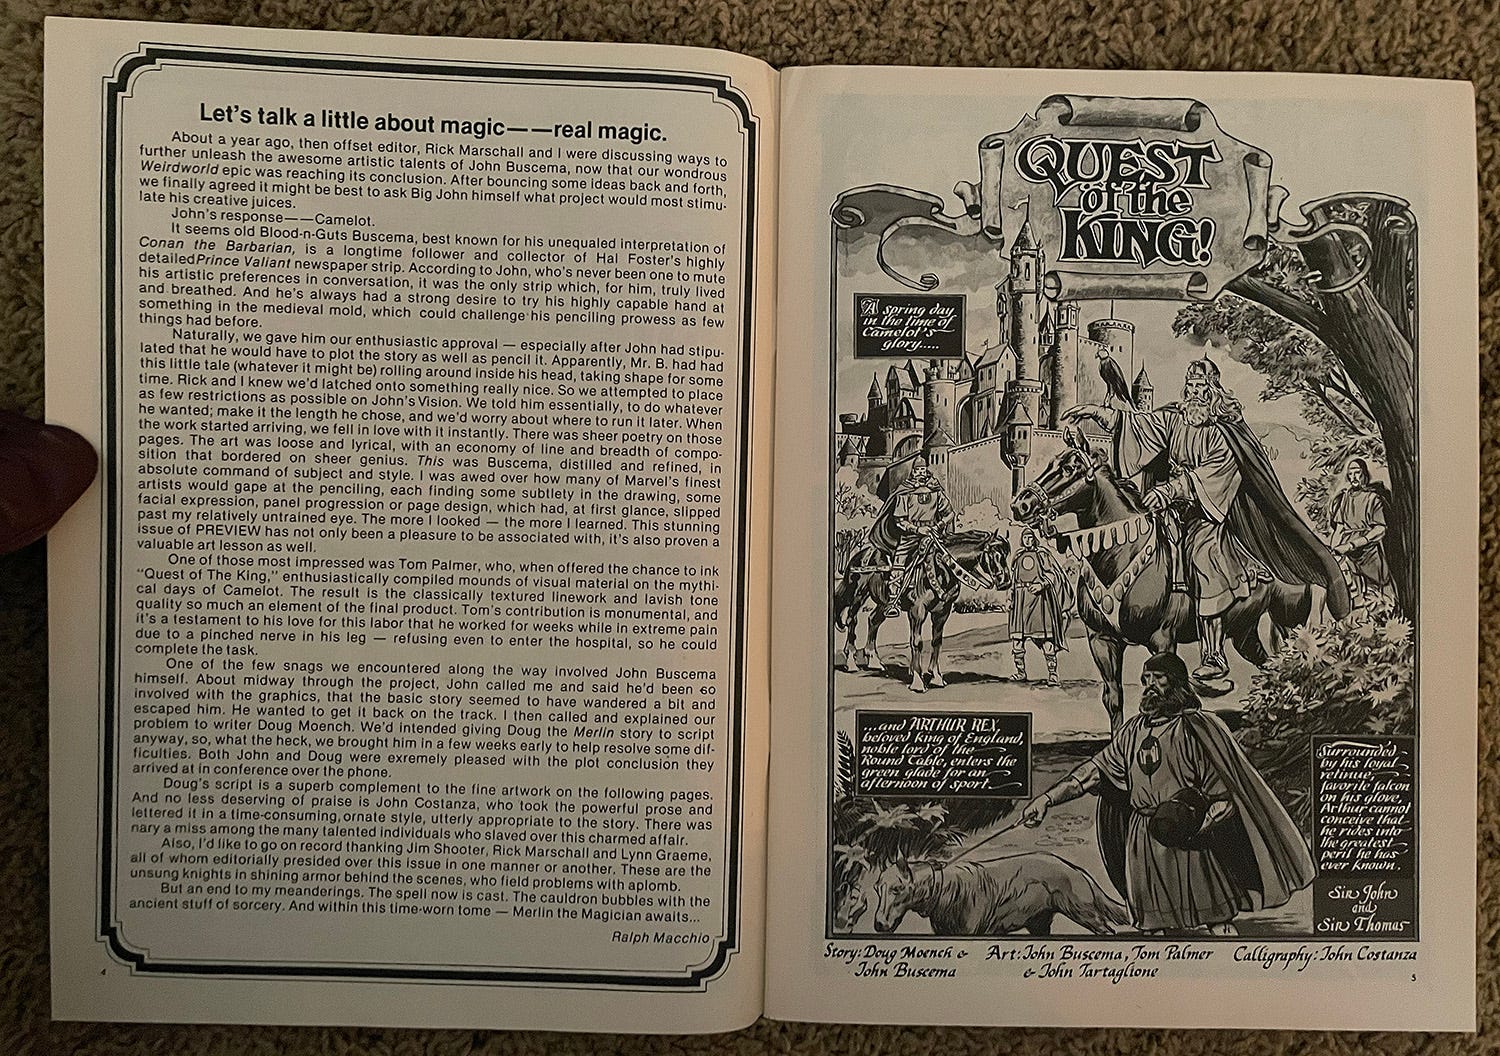 Let's talk a little about magic——real magic.
About a year ago, then offset editor, Rick Marschall and I were discussing ways to
further unleash the awesome artistic talents of John Buscema, now that our wondrous
Weirdworld epic was reaching its conclusion. After bouncing some ideas back and forth,
we finally agreed it might be best to ask Big John himself what project would most stimu-
late his creative juices.
John's response——Camelot.
It seems old Blood-n-Guts Buscema, best known for his unequaled interpretation of
Conan the Barbarian, is a longtime follower and collector of Hal Foster's highly
detailed Prince Valiant newspaper strip. According to John, who's never been one to mute
his artistic preferences in conversation, it was the only strip which, for him, truly lived
and breathed. And he's always had a strong desire to try his highly capable hand at
something in the medieval mold, which could challenge his penciling prowess as few
things had before.
Naturally, we gave him our enthusiastic approval — especially after John had stipu-
lated that he would have to plot the story as well as pencil it. Apparently, Mr. B. had had
this little tale (whatever it might be) rolling around inside his head, taking shape for some
time. Rick and I knew we'd latched onto something really nice. So we attempted to place
as few restrictions as possible on John's Vision. We told him essentially, to do whatever
he wanted; make it the length he chose, and we'd worry about where to run it later. When
the work started arriving, we fell in love with it instantly. There was sheer poetry on those
pages. The art was loose and lyrical, with an economy of line and breadth of compo-
sition that bordered on sheer genius. This was Buscema, distilled and refined, in
absolute command of subject and style. I was awed over how many of Marvel's finest
artists would gape at the penciling, each finding some subtlety in the drawing, some
facial expression, panel progression or page design, which had, at first glance, slipped
past my relatively untrained eye. The more I looked — the more I learned. This stunning
issue of PREVIEW has not only been a pleasure to be associated with, it's also proven a
valuable art lesson as well.
One of those most impressed was Tom Palmer, who, when offered the chance to ink
"Quest of The King," enthusiastically compiled mounds of visual material on the mythi-
cal days of Camelot. The result is the classically textured linework and lavish tone
quality so much an element of the final product. Tom's contribution is monumental, and
it's a testament to his love for this labor that he worked for weeks while in extreme pain
due to a pinched nerve in his leg — refusing even to enter the hospital, so he could
complete the task.
One of the few snags we encountered along the way involved John Buscema
himself. About midway through the project, John called me and said he'd been so
involved with the graphics, that the basic story seemed to have wandered a bit and
escaped him. He wanted to get it back on the track. I then called and explained our
problem to writer Doug Moench. We'd intended giving Doug the Merlin story to script
anyway, so, what the heck, we brought him in a few weeks early to help resolve some dif-
ficulties. Both John and Doug were exremely pleased with the plot conclusion they
arrived at in conference over the phone.
Doug's script is a superb complement to the fine artwork on the following pages.
And no less deserving of praise is John Costanza, who took the powerful prose and
lettered it in a time-consuming, ornate style, utterly appropriate to the story. There was
nary a miss among the many talented individuals who slaved over this charmed affair.
Also, I'd like to go on record thanking Jim Shooter, Rick Marschall and Lynn Graeme,
all of whom editorially presided over this issue in one manner or another. These are the
unsung knights in shining armor behind the scenes, who field problems with aplomb.
But an end to my meanderings. The spell now is cast. The cauldron bubbles with the
ancient stuff of sorcery. And within this time-worn tome — Merlin the Magician awaits...
Ralph Macchio
4
QUEST
of the
KING!
A spring day
in the time of
Camelot's
glory....
...and ARTHUR REX,
beloved king of England,
noble lord of the
Round Table, enters the
green glade for an
afternoon of sport.
Surrounded
by his loyal
retinue,
favorite falcon
on his glove,
Arthur cannot
conceive that
he rides into
the greatest
peril he has
ever known.
Sir John
and
Sir Thomas
Story: Doug Moench &
John Buscema
Art: John Buscema, Tom Palmer
& John Tartaglione
Calligraphy: John Costanza
5